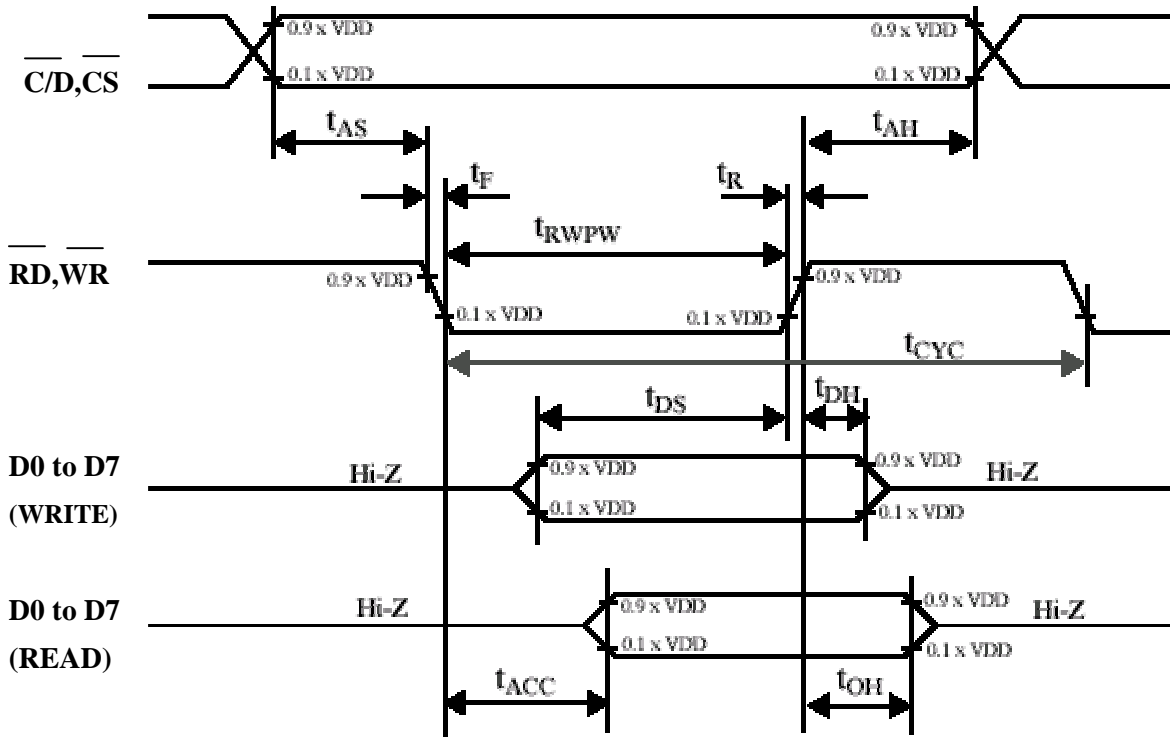 0.9 x VDD 0.9 x VDD
C/D,CS
0.1 x VDD 0.1 x VDD
tAS tAH
tF tR
tRWPW
RD,WR
0.9 x VDD 0.9 x VDD
0.1 x VDD 0.1 x VDD
tCYC
tDS tDH
D0 to D7 Hi-Z 0.9 x VDD 0.9 x VDD Hi-Z
(WRITE) 0.1 x VDD 0.1 x VDD
D0 to D7 Hi-Z 0.9 x VDD 0.9 x VDD Hi-Z
(READ) 0.1 x VDD 0.1 x VDD
tACC tOH